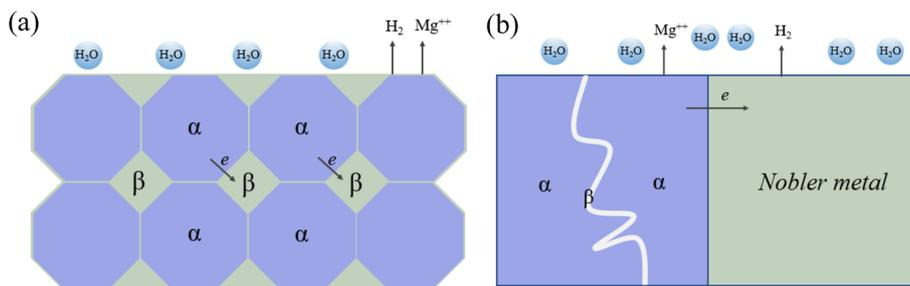 (a)
H₂ Mg⁺⁺
H₂O H₂O H₂O H₂O
α α
e e
β β β
α α
(b)
Mg⁺⁺ H₂O H₂O H₂
H₂O H₂O H₂O H₂O
e
α β α
Nobler metal